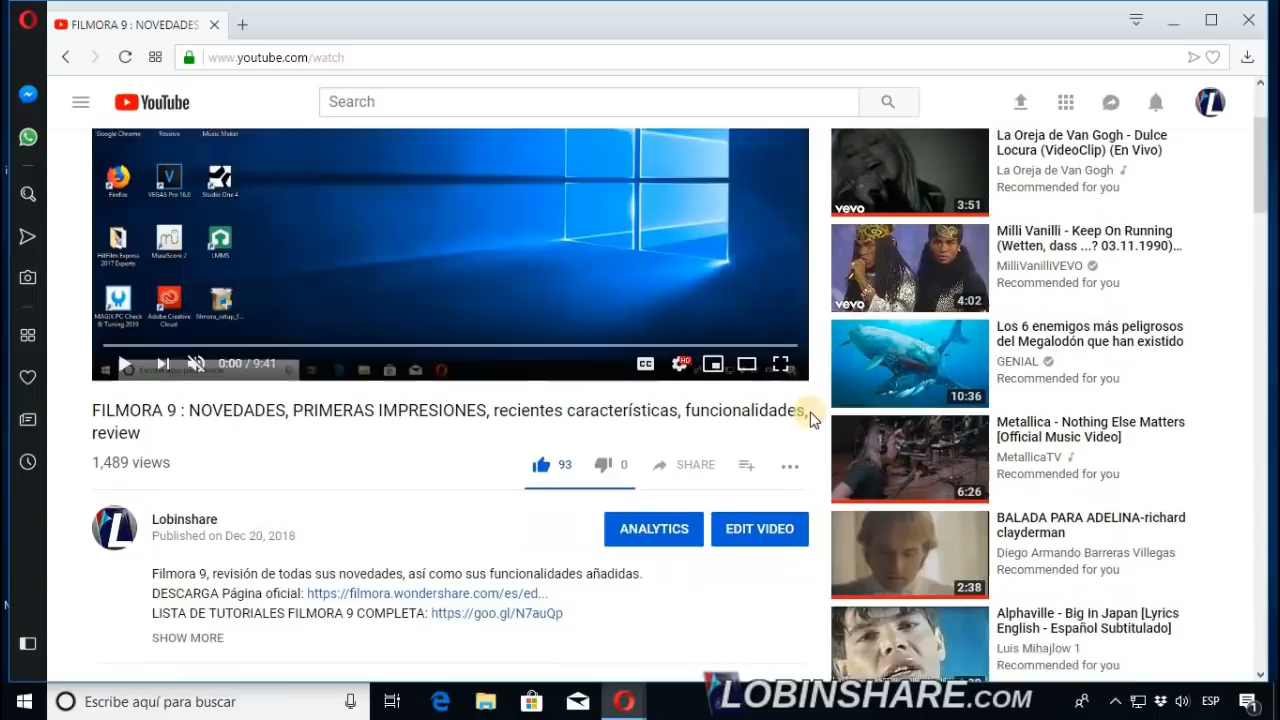 FILMORA 9 : NOVEDADES
www.youtube.com/watch
YouTube
Search
Google Chrome
Music Maker
Firefox
VEGAS Pro 16.0
Studio One 4
HitFilm Express 2017 Experto
MuseScore 2
LMMS
MAGIX PC Check & Tuning 2019
Adobe Creative Cloud
filmora_setup_f...
0:00 / 9:41
CC
HD
FILMORA 9 : NOVEDADES, PRIMERAS IMPRESIONES, recientes características, funcionalidades,
review
1,489 views
93
0
SHARE
Lobinshare
Published on Dec 20, 2018
ANALYTICS
EDIT VIDEO
Filmora 9, revisión de todas sus novedades, así como sus funcionalidades añadidas.
DESCARGA Página oficial: https://filmora.wondershare.com/es/ed...
LISTA DE TUTORIALES FILMORA 9 COMPLETA: https://goo.gl/N7auQp
SHOW MORE
La Oreja de Van Gogh - Dulce
Locura (VideoClip) (En Vivo)
La Oreja de Van Gogh
Recommended for you
vevo
3:51
Milli Vanilli - Keep On Running
(Wetten, dass ...? 03.11.1990)...
MilliVanilliVEVO
Recommended for you
vevo
4:02
Los 6 enemigos más peligrosos
del Megalodón que han existido
GENIAL
Recommended for you
10:36
Metallica - Nothing Else Matters
[Official Music Video]
MetallicaTV
Recommended for you
6:26
BALADA PARA ADELINA-richard
clayderman
Diego Armando Barreras Villegas
Recommended for you
2:38
Alphaville - Big in Japan [Lyrics
English - Español Subtitulado]
Luis Mihajlow 1
Recommended for you
Escribe aquí para buscar
LOBINSHARE.COM
ESP
1